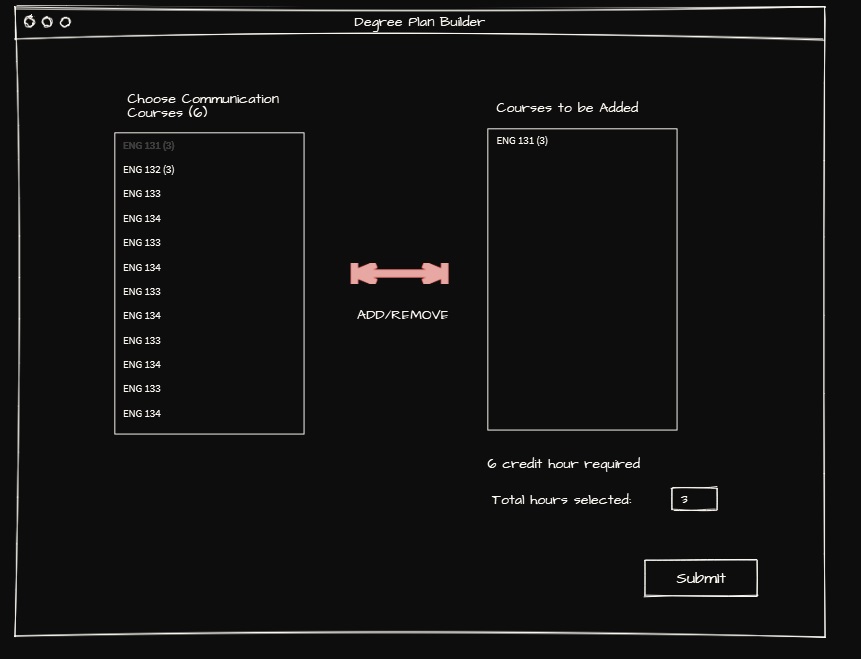 Degree Plan Builder
Choose Communication
Courses (6)
ENG 131 (3)
ENG 132 (3)
ENG 133
ENG 134
ENG 133
ENG 134
ENG 133
ENG 134
ENG 133
ENG 134
ENG 133
ENG 134
ADD/REMOVE
Courses to be Added
ENG 131 (3)
6 credit hour required
Total hours selected: 3
Submit